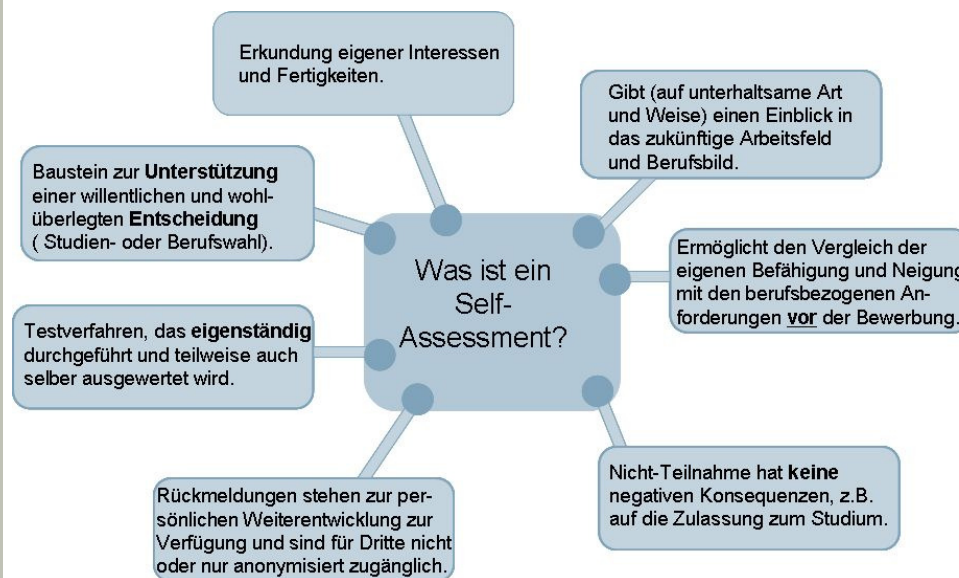 Erkundung eigener Interessen
und Fertigkeiten.
Gibt (auf unterhaltsame Art
und Weise) einen Einblick in
das zukünftige Arbeitsfeld
und Berufsbild.
Baustein zur Unterstützung
einer willentlichen und wohl-
überlegten Entscheidung
( Studien- oder Berufswahl).
Was ist ein
Self-
Assessment?
Ermöglicht den Vergleich der
eigenen Befähigung und Neigung
mit den berufsbezogenen An-
forderungen vor der Bewerbung.
Testverfahren, das eigenständig
durchgeführt und teilweise auch
selber ausgewertet wird.
Rückmeldungen stehen zur per-
sönlichen Weiterentwicklung zur
Verfügung und sind für Dritte nicht
oder nur anonymisiert zugänglich.
Nicht-Teilnahme hat keine
negativen Konsequenzen, z.B.
auf die Zulassung zum Studium.